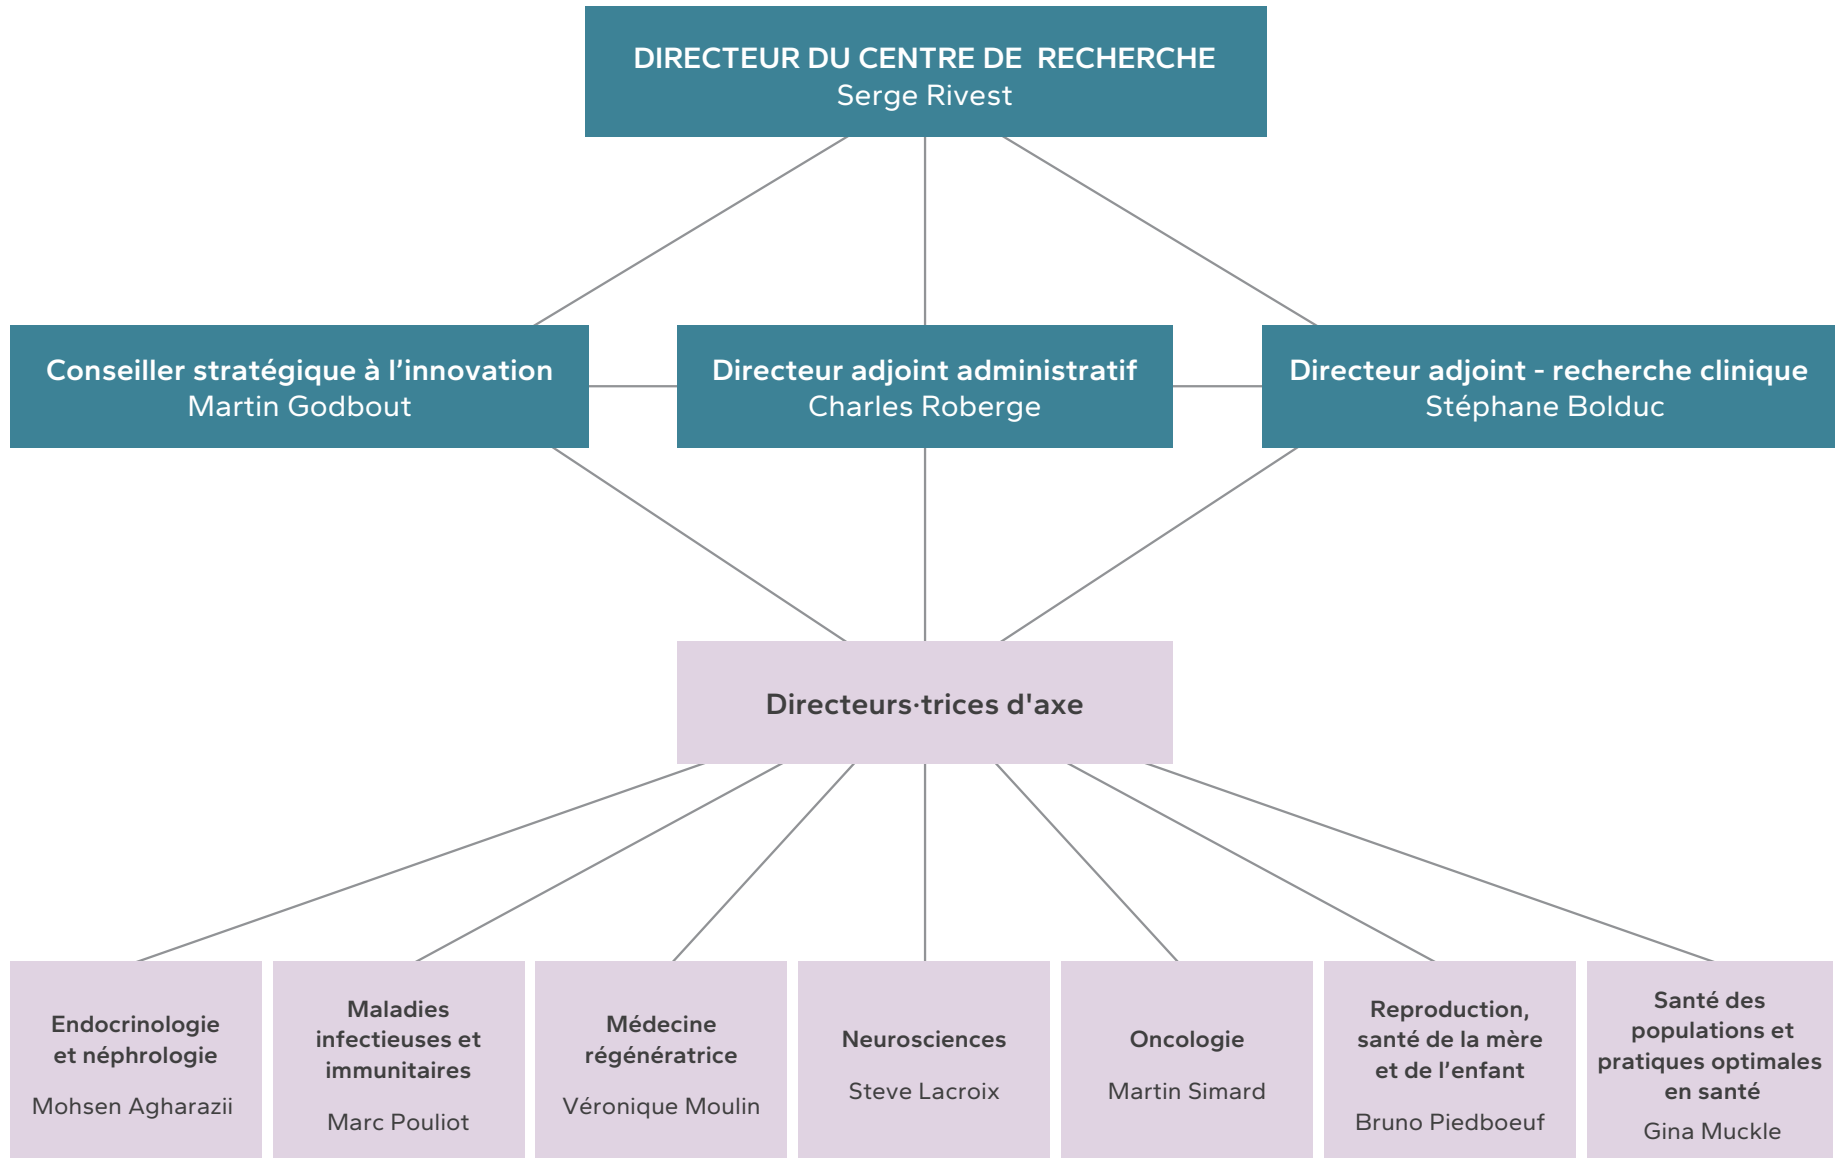 DIRECTEUR DU CENTRE DE RECHERCHE
Serge Rivest
Conseiller stratégique à l’innovation
Martin Godbout
Directeur adjoint administratif
Charles Roberge
Directeur adjoint - recherche clinique
Stéphane Bolduc
Directeurs·trices d'axe
Endocrinologie
et néphrologie
Mohsen Agharazii
Maladies
infectieuses et
immunitaires
Marc Pouliot
Médecine
régénératrice
Véronique Moulin
Neurosciences
Steve Lacroix
Oncologie
Martin Simard
Reproduction,
santé de la mère
et de l’enfant
Bruno Piedboeuf
Santé des
populations et
pratiques optimales
en santé
Gina Muckle